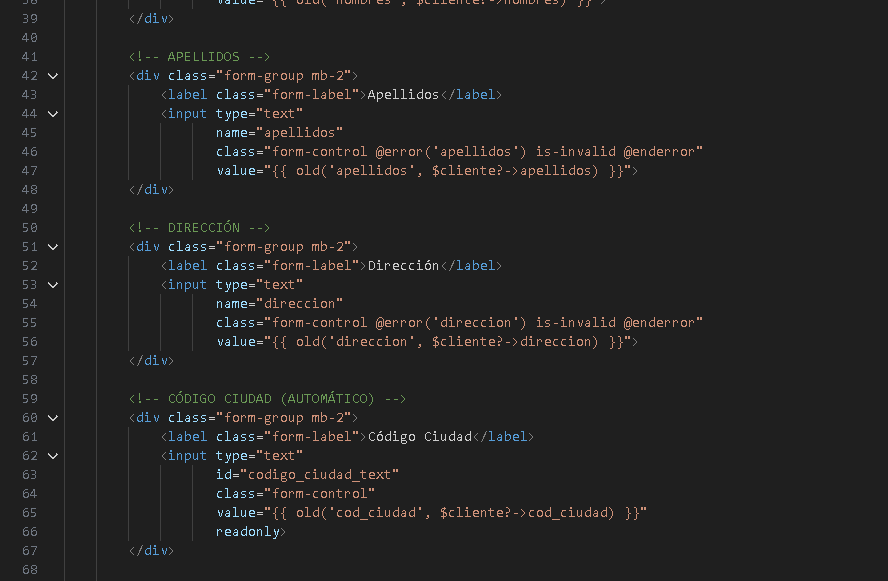 38 value="{{ old('nombres', $cliente?->nombres) }}">
39 </div>
40
41 <!-- APELLIDOS -->
42 <div class="form-group mb-2">
43 <label class="form-label">Apellidos</label>
44 <input type="text"
45 name="apellidos"
46 class="form-control @error('apellidos') is-invalid @enderror"
47 value="{{ old('apellidos', $cliente?->apellidos) }}">
48 </div>
49
50 <!-- DIRECCIÓN -->
51 <div class="form-group mb-2">
52 <label class="form-label">Dirección</label>
53 <input type="text"
54 name="direccion"
55 class="form-control @error('direccion') is-invalid @enderror"
56 value="{{ old('direccion', $cliente?->direccion) }}">
57 </div>
58
59 <!-- CÓDIGO CIUDAD (AUTOMÁTICO) -->
60 <div class="form-group mb-2">
61 <label class="form-label">Código Ciudad</label>
62 <input type="text"
63 id="codigo_ciudad_text"
64 class="form-control"
65 value="{{ old('cod_ciudad', $cliente?->cod_ciudad) }}"
66 readonly>
67 </div>
68